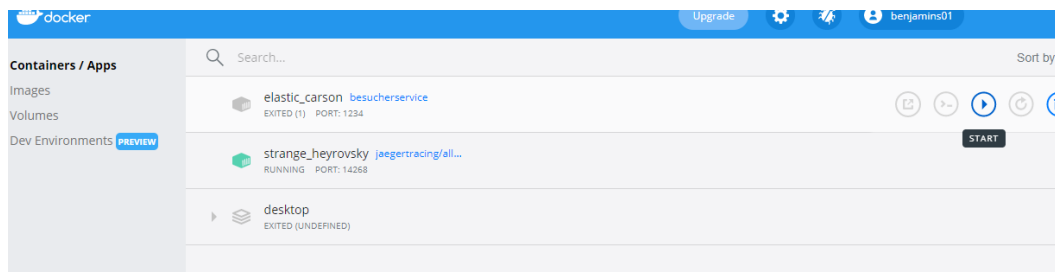 docker
Upgrade
benjamins01
Containers / Apps
Images
Volumes
Dev Environments PREVIEW
Search...
Sort by
elastic_carson besucherservice
EXITED (1) PORT: 1234
START
strange_heyrovsky jaegertracing/all...
RUNNING PORT: 14268
desktop
EXITED (UNDEFINED)